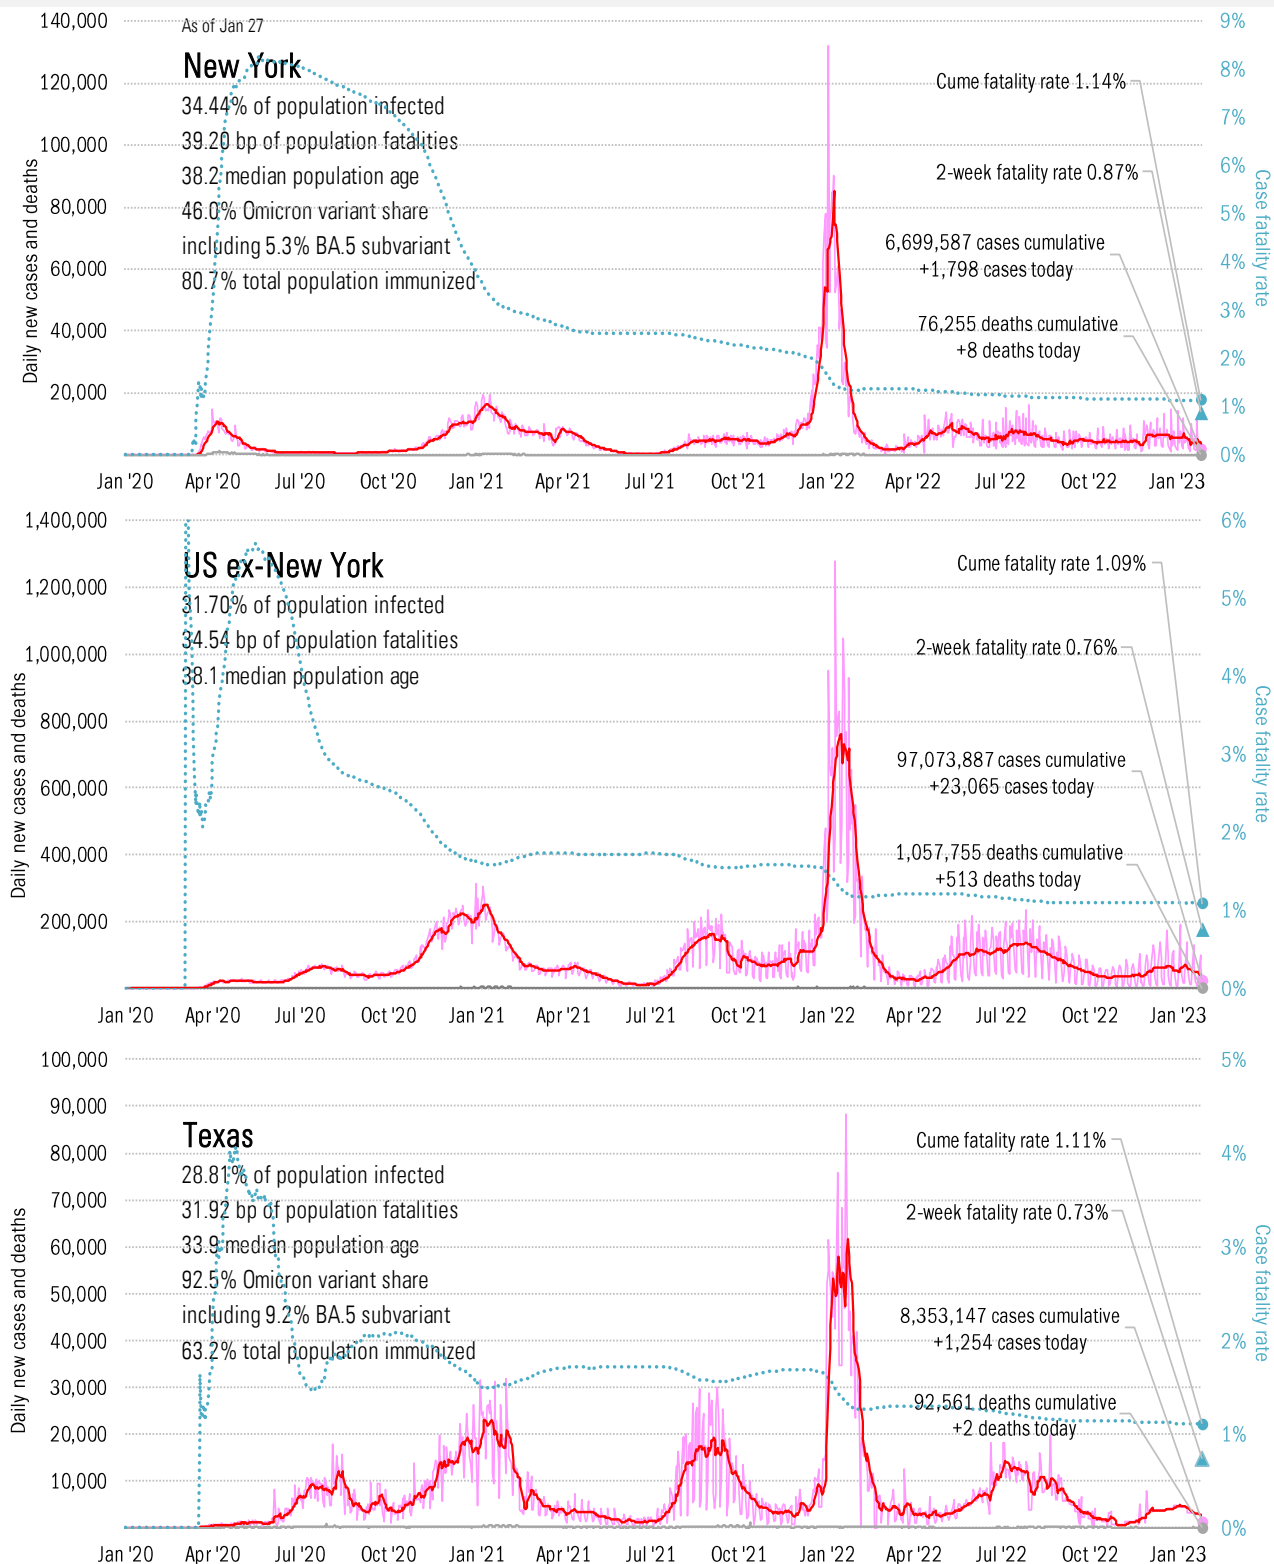 As of Jan 27
New York
34.44% of population infected
39.20 bp of population fatalities
38.2 median population age
46.0% Omicron variant share
including 5.3% BA.5 subvariant
80.7% total population immunized
Cume fatality rate 1.14%
2-week fatality rate 0.87%
6,699,587 cases cumulative
+1,798 cases today
76,255 deaths cumulative
+8 deaths today
Daily new cases and deaths
140,000
120,000
100,000
80,000
60,000
40,000
20,000
Case fatality rate
9%
8%
7%
6%
5%
4%
3%
2%
1%
0%
Jan '20 Apr '20 Jul '20 Oct '20 Jan '21 Apr '21 Jul '21 Oct '21 Jan '22 Apr '22 Jul '22 Oct '22 Jan '23
US ex-New York
31.70% of population infected
34.54 bp of population fatalities
38.1 median population age
Cume fatality rate 1.09%
2-week fatality rate 0.76%
97,073,887 cases cumulative
+23,065 cases today
1,057,755 deaths cumulative
+513 deaths today
Daily new cases and deaths
1,400,000
1,200,000
1,000,000
800,000
600,000
400,000
200,000
Case fatality rate
6%
5%
4%
3%
2%
1%
0%
Jan '20 Apr '20 Jul '20 Oct '20 Jan '21 Apr '21 Jul '21 Oct '21 Jan '22 Apr '22 Jul '22 Oct '22 Jan '23
Texas
28.81% of population infected
31.92 bp of population fatalities
33.9 median population age
92.5% Omicron variant share
including 9.2% BA.5 subvariant
63.2% total population immunized
Cume fatality rate 1.11%
2-week fatality rate 0.73%
8,353,147 cases cumulative
+1,254 cases today
92,561 deaths cumulative
+2 deaths today
Daily new cases and deaths
100,000
90,000
80,000
70,000
60,000
50,000
40,000
30,000
20,000
10,000
Case fatality rate
5%
4%
3%
2%
1%
0%
Jan '20 Apr '20 Jul '20 Oct '20 Jan '21 Apr '21 Jul '21 Oct '21 Jan '22 Apr '22 Jul '22 Oct '22 Jan '23